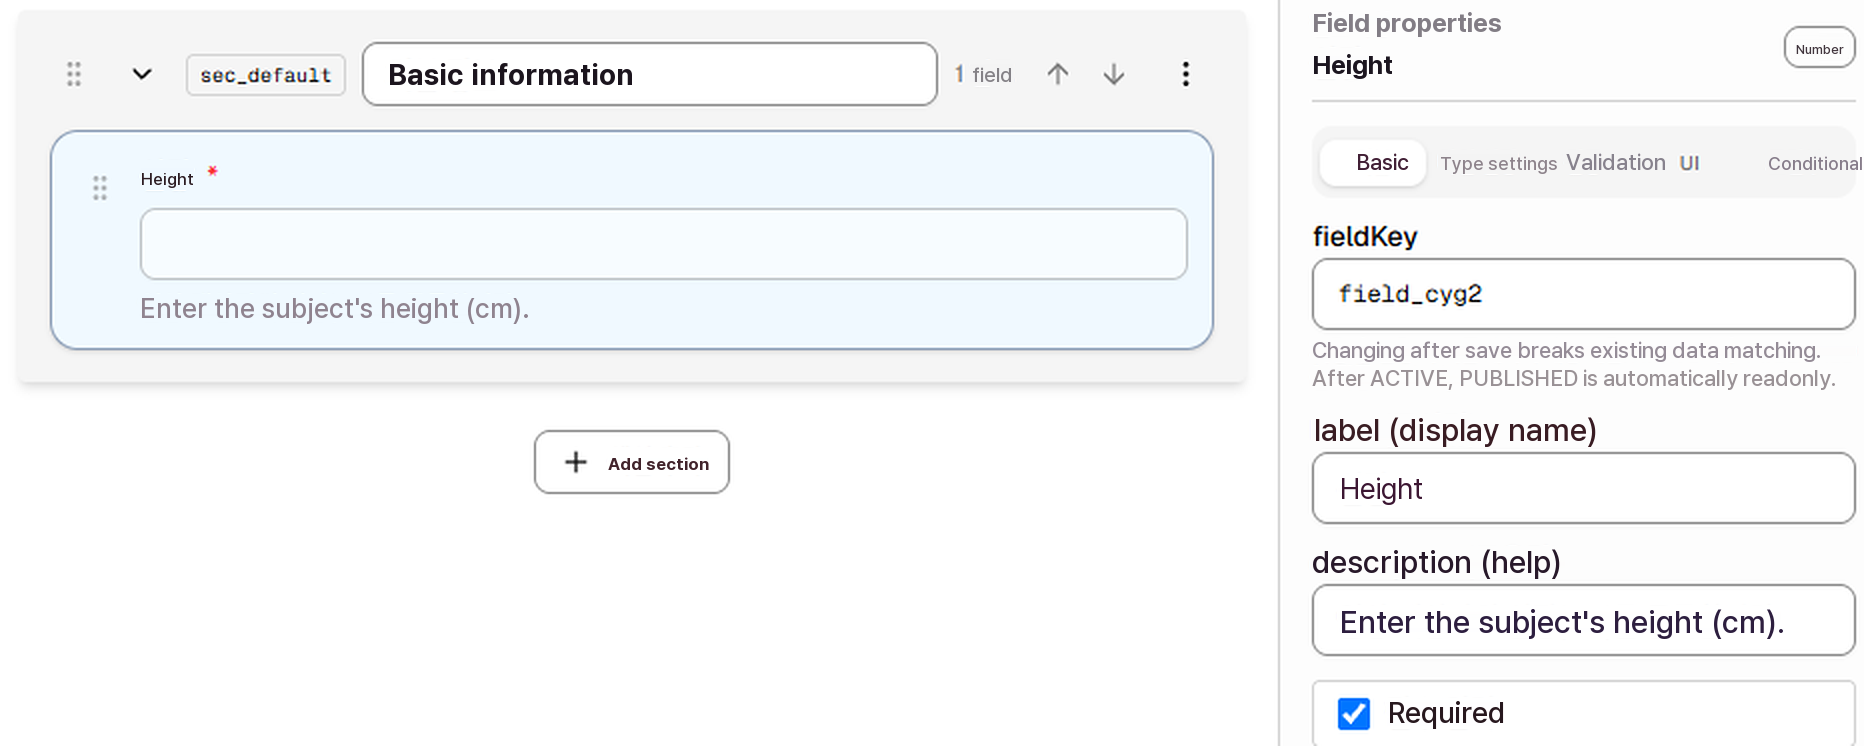 sec_default
Basic information
1 field
Height *
Enter the subject's height (cm).
Add section
Field properties
Height
Number
Basic Type settings Validation UI Conditional
fieldKey
field_cyg2
Changing after save breaks existing data matching.
After ACTIVE, PUBLISHED is automatically readonly.
label (display name)
Height
description (help)
Enter the subject's height (cm).
Required